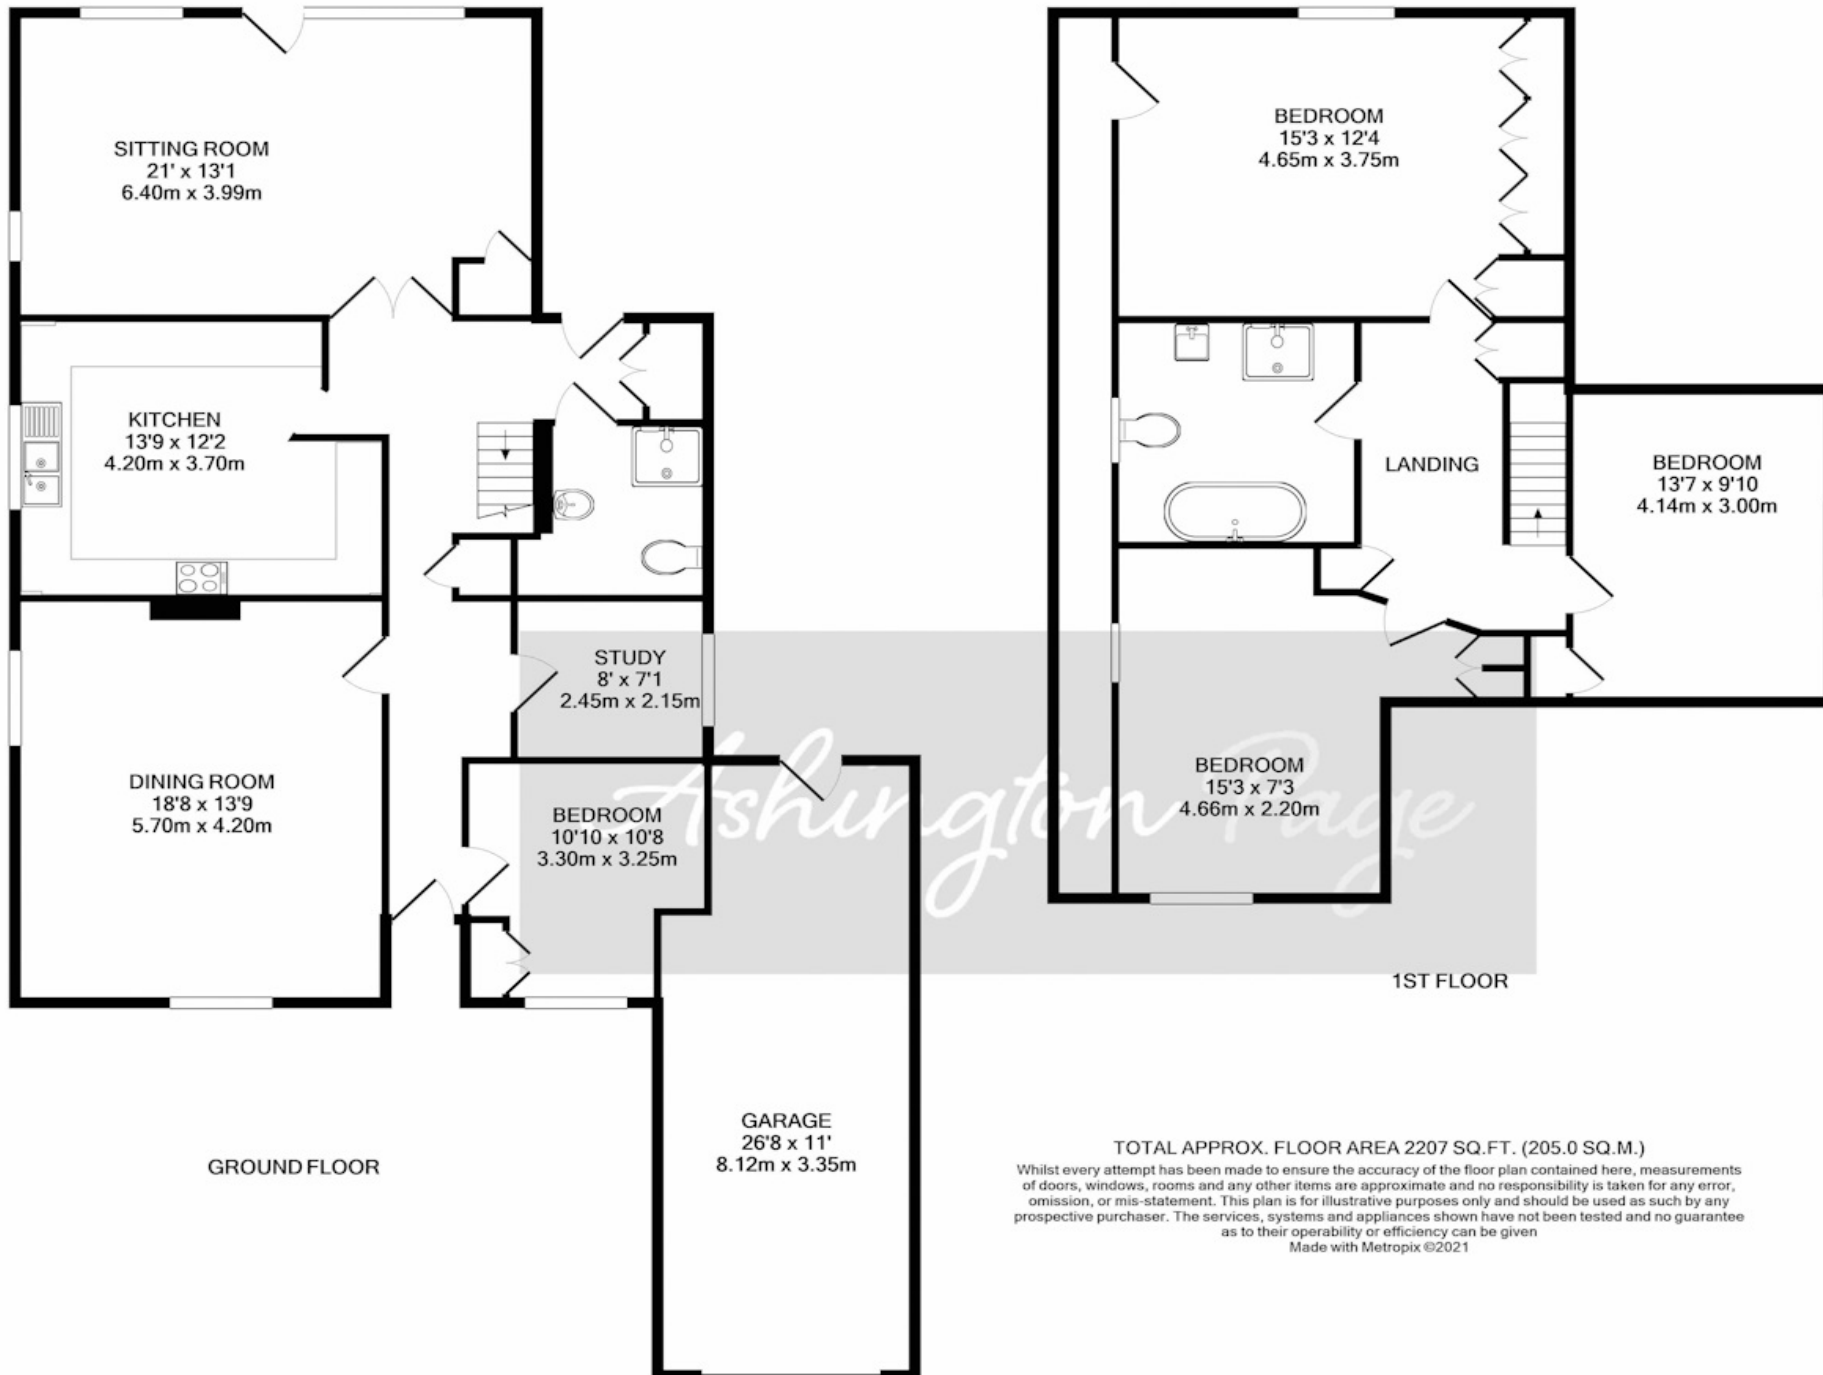 SITTING ROOM
21' x 13'1
6.40m x 3.99m
KITCHEN
13'9 x 12'2
4.20m x 3.70m
STUDY
8' x 7'1
2.45m x 2.15m
DINING ROOM
18'8 x 13'9
5.70m x 4.20m
BEDROOM
10'10 x 10'8
3.30m x 3.25m
GARAGE
26'8 x 11'
8.12m x 3.35m
GROUND FLOOR
BEDROOM
15'3 x 12'4
4.65m x 3.75m
LANDING
BEDROOM
13'7 x 9'10
4.14m x 3.00m
BEDROOM
15'3 x 7'3
4.66m x 2.20m
Ashington Page
1ST FLOOR
TOTAL APPROX. FLOOR AREA 2207 SQ.FT. (205.0 SQ.M.)
Whilst every attempt has been made to ensure the accuracy of the floor plan contained here, measurements
of doors, windows, rooms and any other items are approximate and no responsibility is taken for any error,
omission, or mis-statement. This plan is for illustrative purposes only and should be used as such by any
prospective purchaser. The services, systems and appliances shown have not been tested and no guarantee
as to their operability or efficiency can be given
Made with Metropix ©2021